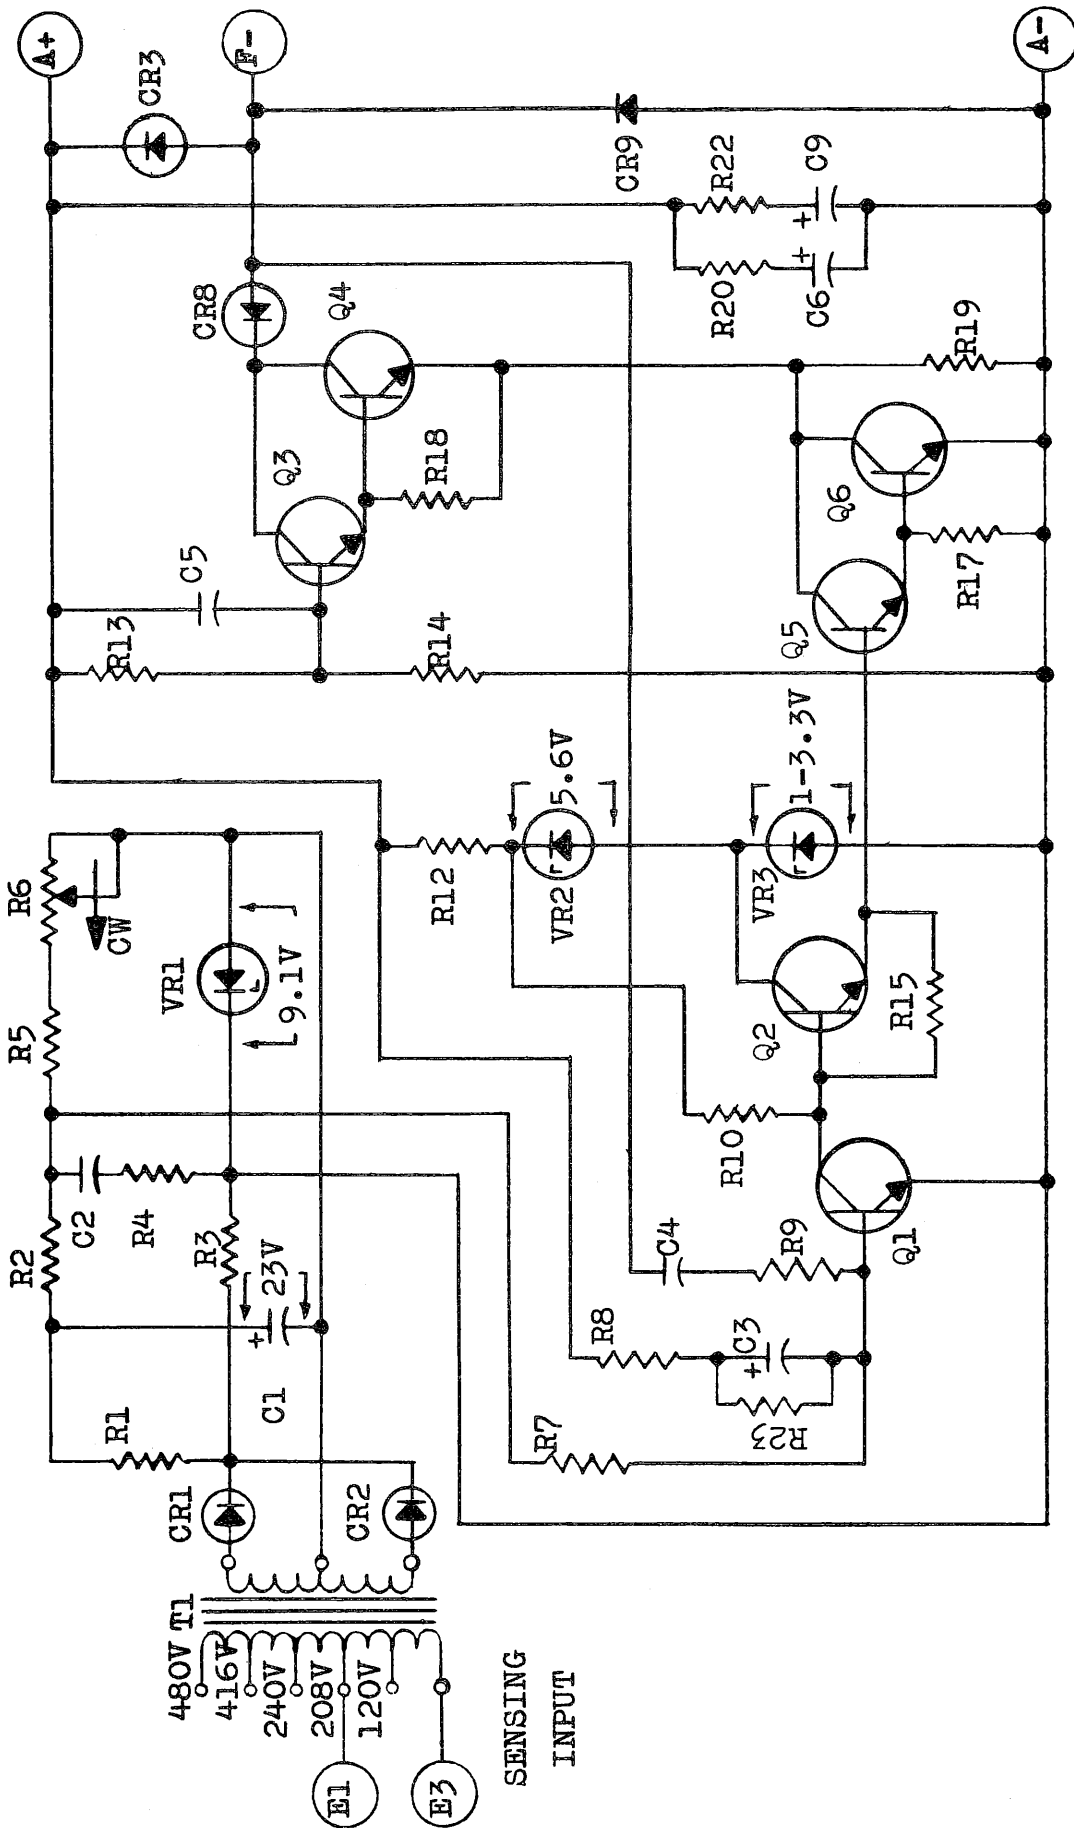 A+
F-
A-
CR3
CR9
R22
C9
R20
C6
CR8
Q4
R19
Q3
R18
Q6
C5
R17
R13
R14
Q5
R6
CW
R12
5.6V
VR2
1-3.3V
VR3
VR1
9.1V
R5
Q2
R15
R10
R2
C2
R4
R3
23V
C4
R9
Q1
R8
C3
R23
R1
C1
R7
CR1
CR2
T1
480V
416V
240V
208V
120V
E1
E3
SENSING
INPUT